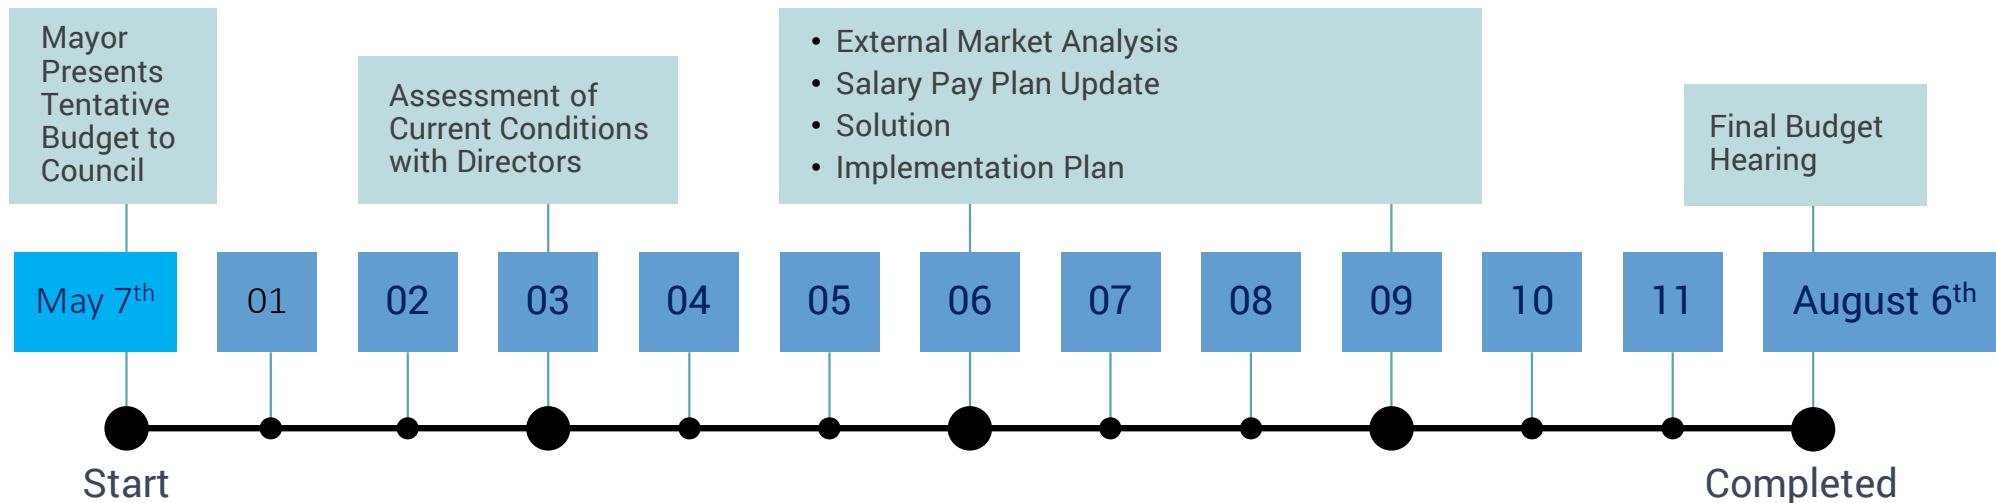 Mayor
Presents
Tentative
Budget to
Council
Assessment of
Current Conditions
with Directors
• External Market Analysis
• Salary Pay Plan Update
• Solution
• Implementation Plan
Final Budget
Hearing
May 7th
01
02
03
04
05
06
07
08
09
10
11
August 6th
Start
Completed